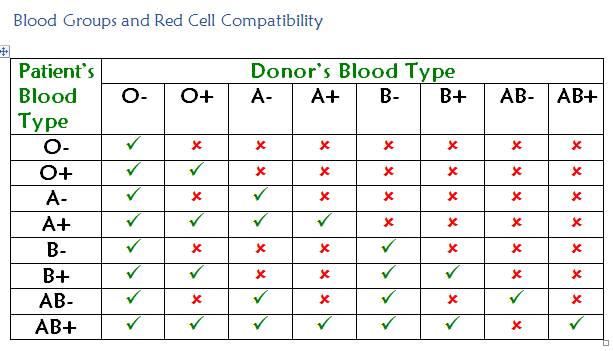 Blood Groups and Red Cell Compatibility
Patient's Blood Type Donor's Blood Type
O- O+ A- A+ B- B+ AB- AB+
O- ✓ ✗ ✗ ✗ ✗ ✗ ✗ ✗
O+ ✓ ✓ ✗ ✗ ✗ ✗ ✗ ✗
A- ✓ ✗ ✓ ✗ ✗ ✗ ✗ ✗
A+ ✓ ✓ ✓ ✓ ✗ ✗ ✗ ✗
B- ✓ ✗ ✗ ✗ ✓ ✗ ✗ ✗
B+ ✓ ✓ ✗ ✗ ✓ ✓ ✗ ✗
AB- ✓ ✗ ✓ ✗ ✓ ✗ ✓ ✗
AB+ ✓ ✓ ✓ ✓ ✓ ✓ ✗ ✓